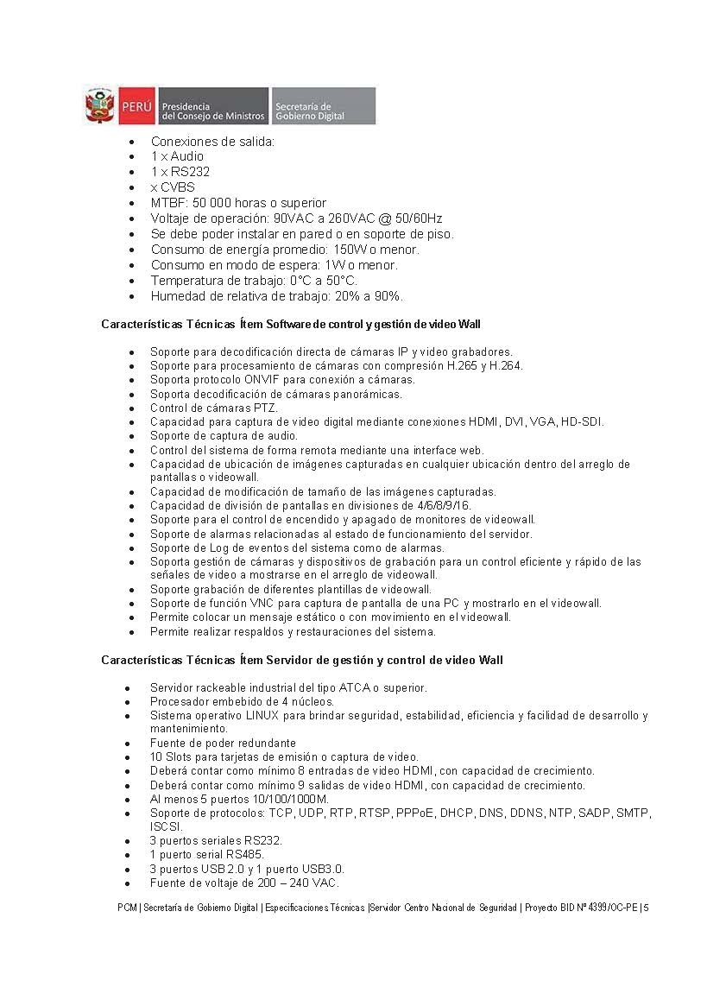 PERÚ
Presidencia
del Consejo de Ministros
Secretaría de
Gobierno Digital
• Conexiones de salida:
• 1 x Audio
• 1 x RS232
• x CVBS
• MTBF: 50 000 horas o superior
• Voltaje de operación: 90VAC a 260VAC @ 50/60Hz
• Se debe poder instalar en pared o en soporte de piso.
• Consumo de energía promedio: 150W o menor.
• Consumo en modo de espera: 1W o menor.
• Temperatura de trabajo: 0°C a 50°C.
• Humedad de relativa de trabajo: 20% a 90%.
Características Técnicas Ítem Software de control y gestión de video Wall
• Soporte para decodificación directa de cámaras IP y video grabadores.
• Soporte para procesamiento de cámaras con compresión H.265 y H.264.
• Soporta protocolo ONVIF para conexión a cámaras.
• Soporta decodificación de cámaras panorámicas.
• Control de cámaras PTZ.
• Capacidad para captura de video digital mediante conexiones HDMI, DVI, VGA, HD-SDI.
• Soporte de captura de audio.
• Control del sistema de forma remota mediante una interface web.
• Capacidad de ubicación de imágenes capturadas en cualquier ubicación dentro del arreglo de
pantallas o videowall.
• Capacidad de modificación de tamaño de las imágenes capturadas.
• Capacidad de división de pantallas en divisiones de 4/6/8/9/16.
• Soporte para el control de encendido y apagado de monitores de videowall.
• Soporte de alarmas relacionadas al estado de funcionamiento del servidor.
• Soporte de Log de eventos del sistema como de alarmas.
• Soporta gestión de cámaras y dispositivos de grabación para un control eficiente y rápido de las
señales de video a mostrarse en el arreglo de videowall.
• Soporte grabación de diferentes plantillas de videowall.
• Soporte de función VNC para captura de pantalla de una PC y mostrarlo en el videowall.
• Permite colocar un mensaje estático o con movimiento en el videowall.
• Permite realizar respaldos y restauraciones del sistema.
Características Técnicas Ítem Servidor de gestión y control de video Wall
• Servidor rackeable industrial del tipo ATCA o superior.
• Procesador embebido de 4 núcleos.
• Sistema operativo LINUX para brindar seguridad, estabilidad, eficiencia y facilidad de desarrollo y
mantenimiento.
• Fuente de poder redundante
• 10 Slots para tarjetas de emisión o captura de video.
• Deberá contar como mínimo 8 entradas de video HDMI, con capacidad de crecimiento.
• Deberá contar como mínimo 9 salidas de video HDMI, con capacidad de crecimiento.
• Al menos 5 puertos 10/100/1000M.
• Soporte de protocolos: TCP, UDP, RTP, RTSP, PPPoE, DHCP, DNS, DDNS, NTP, SADP, SMTP,
ISCSI.
• 3 puertos seriales RS232.
• 1 puerto serial RS485.
• 3 puertos USB 2.0 y 1 puerto USB3.0.
• Fuente de voltaje de 200 – 240 VAC.
PCM | Secretaría de Gobierno Digital | Especificaciones Técnicas |Servidor Centro Nacional de Seguridad | Proyecto BID Nº 4399/OC-PE | 5